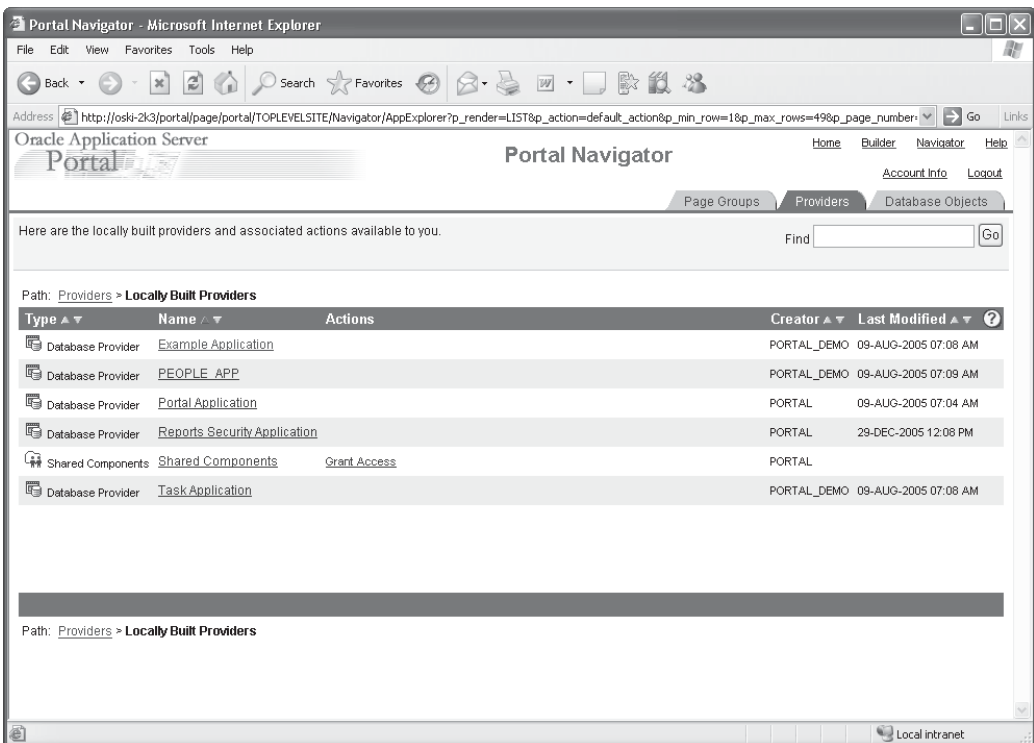 Portal Navigator - Microsoft Internet Explorer
File Edit View Favorites Tools Help
Back Search Favorites
Address http://oski-2k3/portal/page/portal/TOPLEVELSITE/Navigator/AppExplorer?p_render=LIST&p_action=default_action&p_min_row=1&p_max_rows=49&p_page_number= Go Links
Oracle Application Server
Portal
Portal Navigator
Home Builder Navigator Help
Account Info Logout
Page Groups Providers Database Objects
Here are the locally built providers and associated actions available to you.
Find Go
Path: Providers > Locally Built Providers
Type Name Actions Creator Last Modified ?
Database Provider Example Application PORTAL_DEMO 09-AUG-2005 07:08 AM
Database Provider PEOPLE_APP PORTAL_DEMO 09-AUG-2005 07:09 AM
Database Provider Portal Application PORTAL 09-AUG-2005 07:04 AM
Database Provider Reports Security Application PORTAL 29-DEC-2005 12:08 PM
Shared Components Shared Components Grant Access PORTAL
Database Provider Task Application PORTAL_DEMO 09-AUG-2005 07:08 AM
Path: Providers > Locally Built Providers
Local intranet